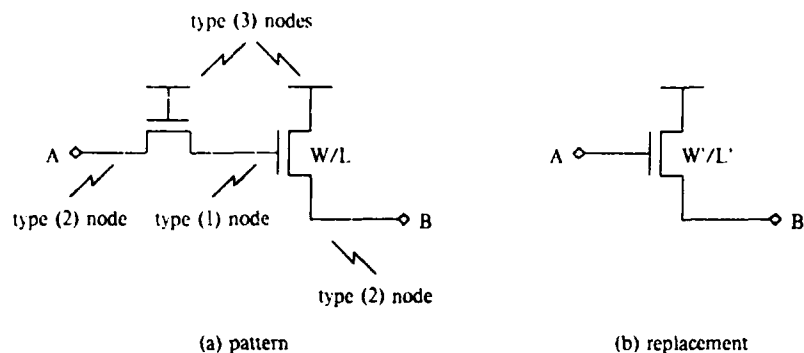 type (3) nodes
A
W/L
A
W'/L'
type (2) node
type (1) node
B
B
type (2) node
(a) pattern
(b) replacement